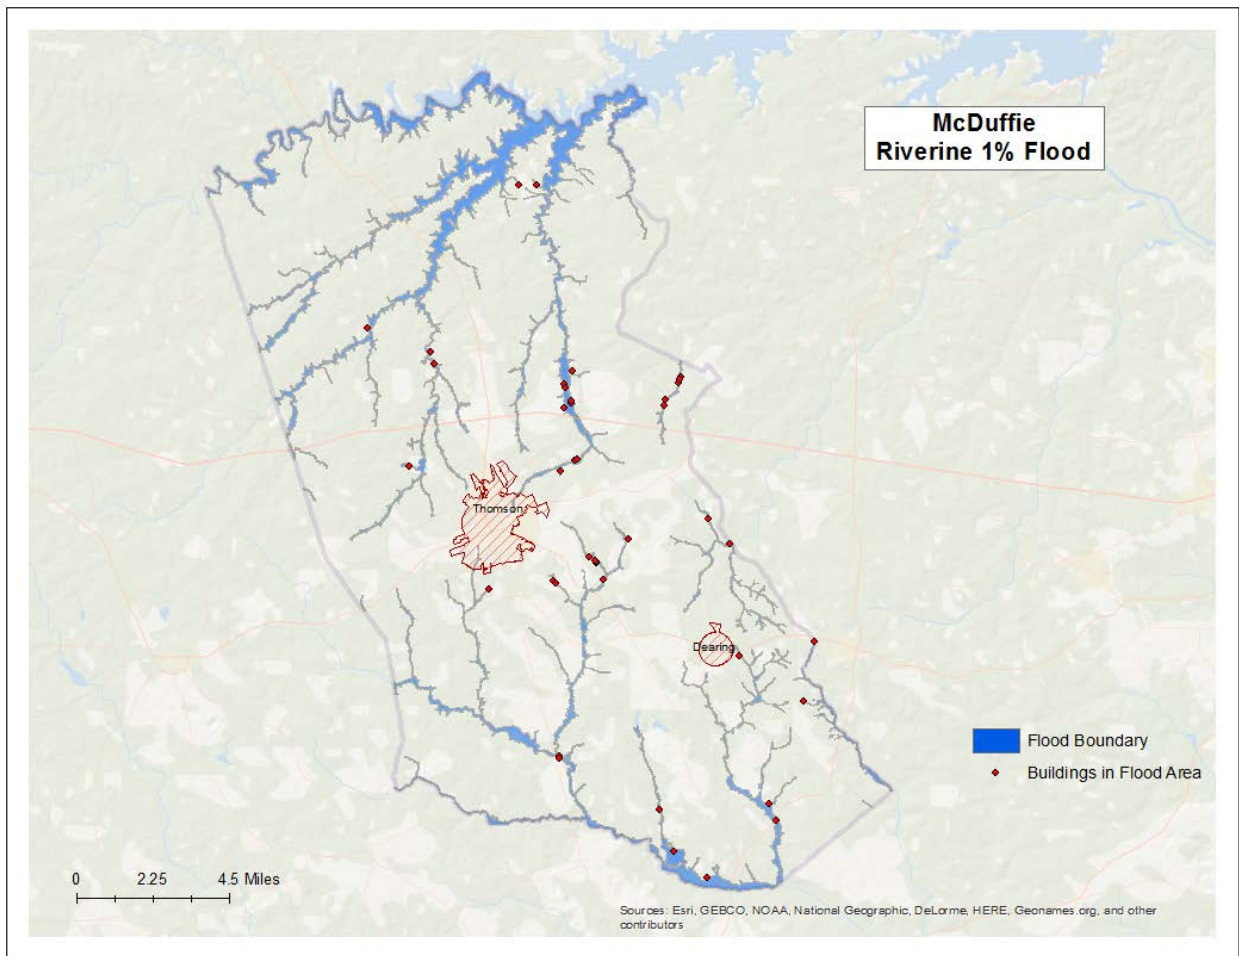 McDuffie
Riverine 1% Flood
Thomson
Dearing
Flood Boundary
Buildings in Flood Area
0 2.25 4.5 Miles
Sources: Esri, GEBCO, NOAA, National Geographic, DeLorme, HERE, Geonames.org, and other
contributors